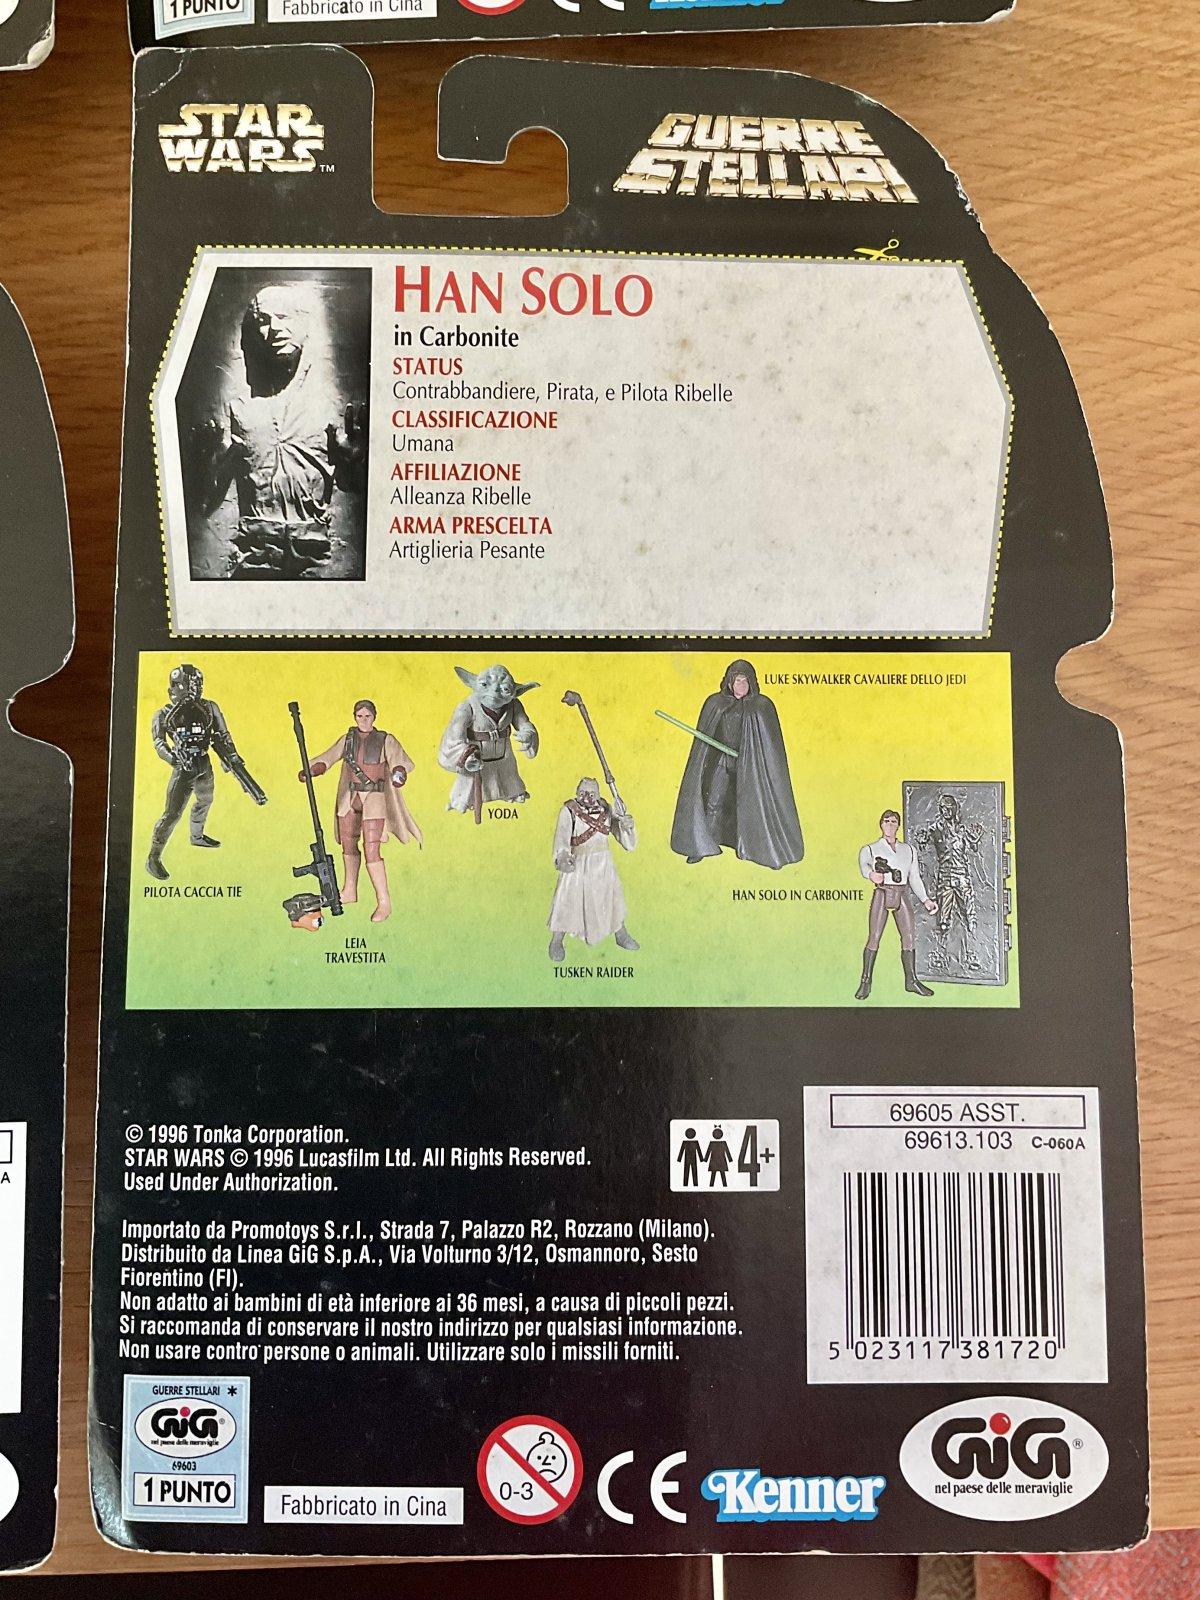 1 PUNTO
Fabbricato in Cina
STAR
WARS™
GUERRE
STELLARI
HAN SOLO
in Carbonite
STATUS
Contrabbandiere, Pirata, e Pilota Ribelle
CLASSIFICAZIONE
Umana
AFFILIAZIONE
Alleanza Ribelle
ARMA PRESCELTA
Artiglieria Pesante
LUKE SKYWALKER CAVALIERE DELLO JEDI
YODA
PILOTA CACCIA TIE
HAN SOLO IN CARBONITE
LEIA
TRAVESTITA
TUSKEN RAIDER
© 1996 Tonka Corporation.
STAR WARS © 1996 Lucasfilm Ltd. All Rights Reserved.
Used Under Authorization.
4+
69605 ASST.
69613.103 C-060A
Importato da Promotoys S.r.l., Strada 7, Palazzo R2, Rozzano (Milano).
Distribuito da Linea GiG S.p.A., Via Volturno 3/12, Osmannoro, Sesto
Fiorentino (FI).
Non adatto ai bambini di età inferiore ai 36 mesi, a causa di piccoli pezzi.
Si raccomanda di conservare il nostro indirizzo per qualsiasi informazione.
Non usare contro persone o animali. Utilizzare solo i missili forniti.
5 023117 381720
GUERRE STELLARI *
GiG®
nel paese delle meraviglie
69603
1 PUNTO
Fabbricato in Cina
0-3
CE
Kenner
GiG®
nel paese delle meraviglie